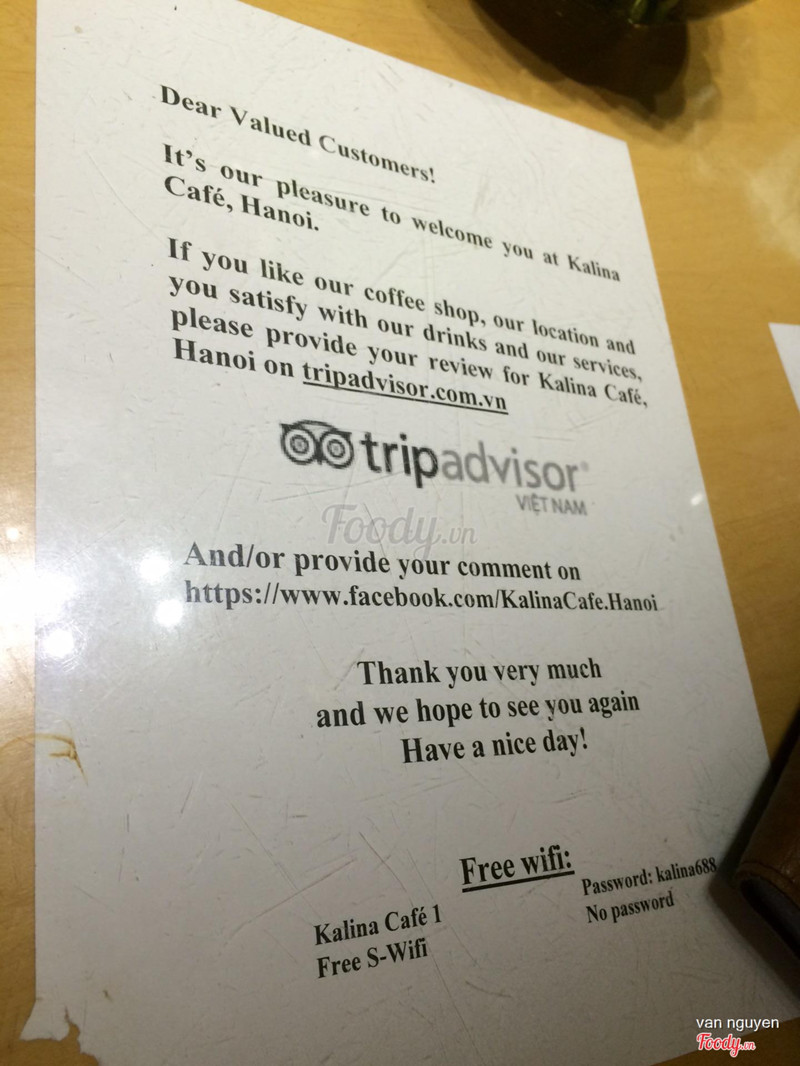 Dear Valued Customers!
It's our pleasure to welcome you at Kalina
Café, Hanoi.
If you like our coffee shop, our location and
you satisfy with our drinks and our services,
please provide your review for Kalina Café,
Hanoi on tripadvisor.com.vn
tripadvisor®
VIỆT NAM
Foody.vn
And/or provide your comment on
https://www.facebook.com/KalinaCafe.Hanoi
Thank you very much
and we hope to see you again
Have a nice day!
Free wifi:
Kalina Café 1 Password: kalina688
Free S-Wifi No password
van nguyen
Foody.vn